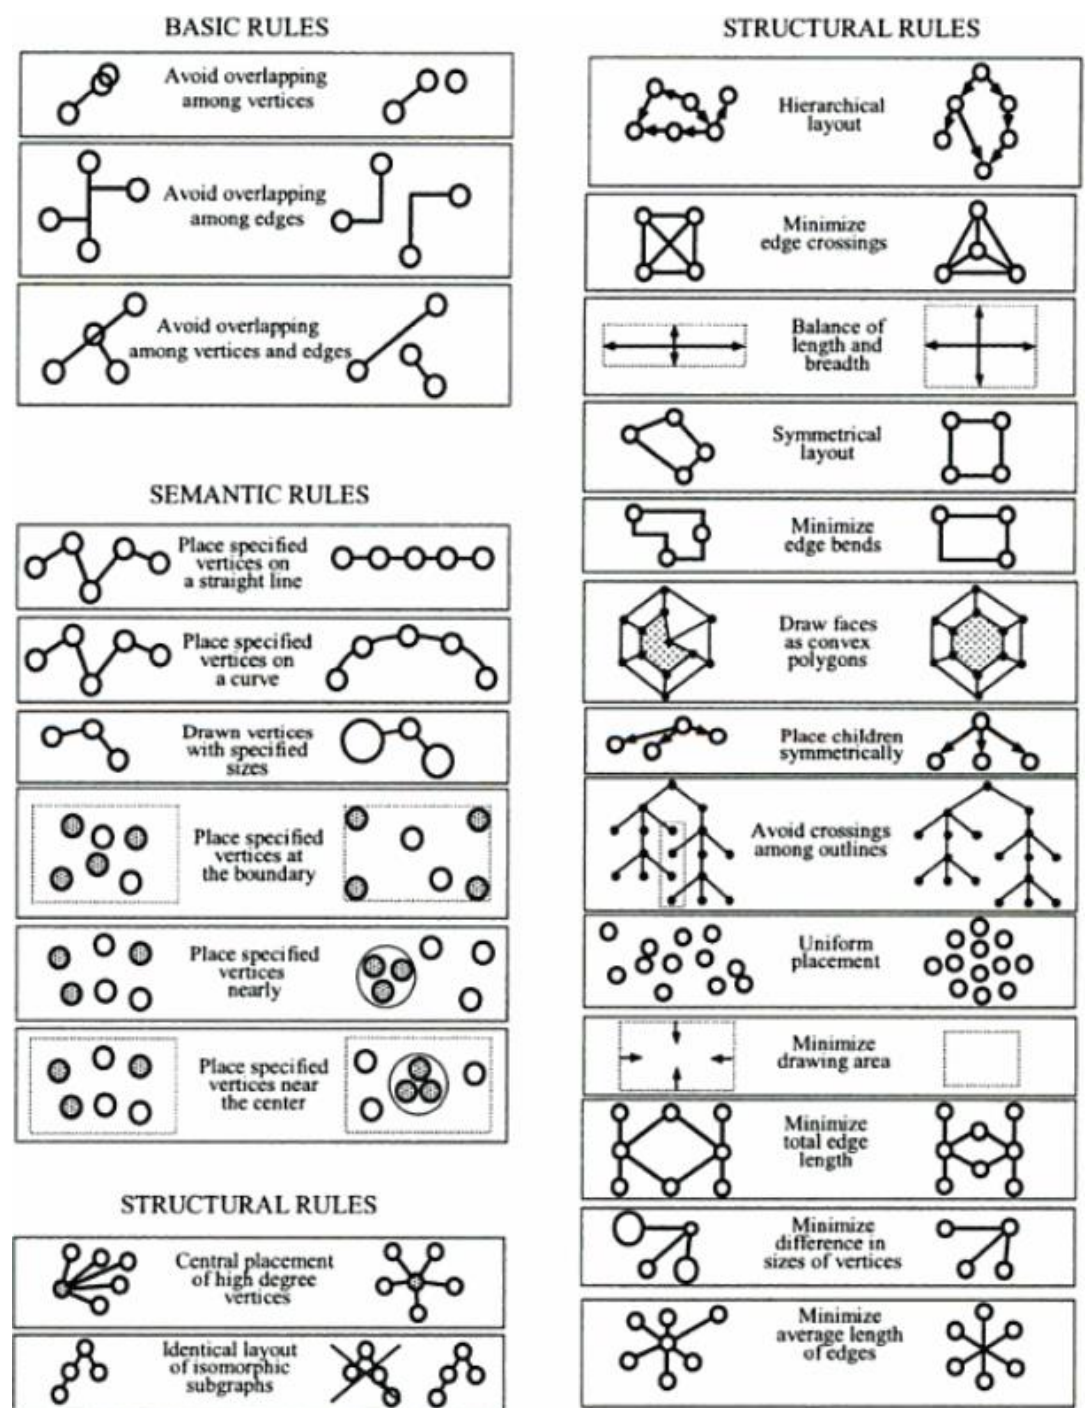 BASIC RULES
Avoid overlapping
among vertices
Avoid overlapping
among edges
Avoid overlapping
among vertices and edges
SEMANTIC RULES
Place specified
vertices on
a straight line
Place specified
vertices on
a curve
Drawn vertices
with specified
sizes
Place specified
vertices at
the boundary
Place specified
vertices
nearly
Place specified
vertices near
the center
STRUCTURAL RULES
Central placement
of high degree
vertices
Identical layout
of isomorphic
subgraphs
STRUCTURAL RULES
Hierarchical
layout
Minimize
edge crossings
Balance of
length and
breadth
Symmetrical
layout
Minimize
edge bends
Draw faces
as convex
polygons
Place children
symmetrically
Avoid crossings
among outlines
Uniform
placement
Minimize
drawing area
Minimize
total edge
length
Minimize
difference in
sizes of vertices
Minimize
average length
of edges